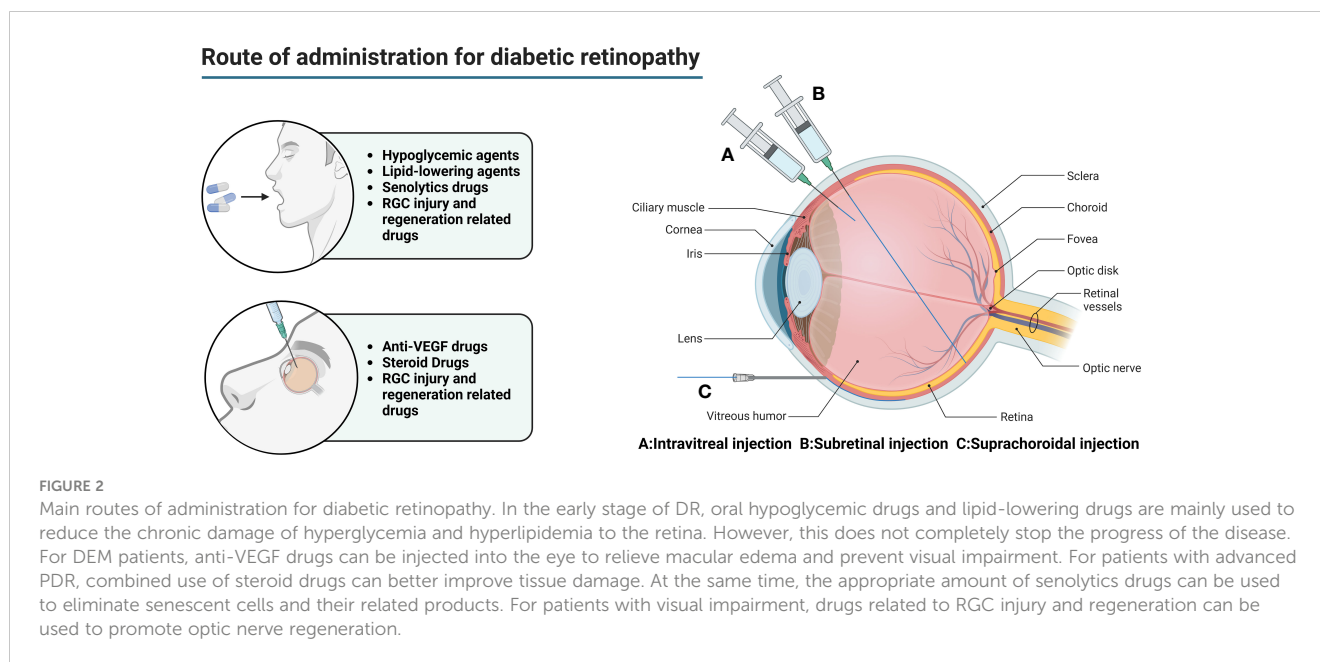 Route of administration for diabetic retinopathy
• Hypoglycemic agents
• Lipid-lowering agents
• Senolytics drugs
• RGC injury and
regeneration related
drugs
• Anti-VEGF drugs
• Steroid Drugs
• RGC injury and
regeneration related
drugs
A
B
Ciliary muscle
Cornea
Iris
Lens
C
Vitreous humor
Sclera
Choroid
Fovea
Optic disk
Retinal
vessels
Optic nerve
Retina
A:Intravitreal injection B:Subretinal injection C:Suprachoroidal injection
FIGURE 2
Main routes of administration for diabetic retinopathy. In the early stage of DR, oral hypoglycemic drugs and lipid-lowering drugs are mainly used to
reduce the chronic damage of hyperglycemia and hyperlipidemia to the retina. However, this does not completely stop the progress of the disease.
For DEM patients, anti-VEGF drugs can be injected into the eye to relieve macular edema and prevent visual impairment. For patients with advanced
PDR, combined use of steroid drugs can better improve tissue damage. At the same time, the appropriate amount of senolytics drugs can be used
to eliminate senescent cells and their related products. For patients with visual impairment, drugs related to RGC injury and regeneration can be
used to promote optic nerve regeneration.